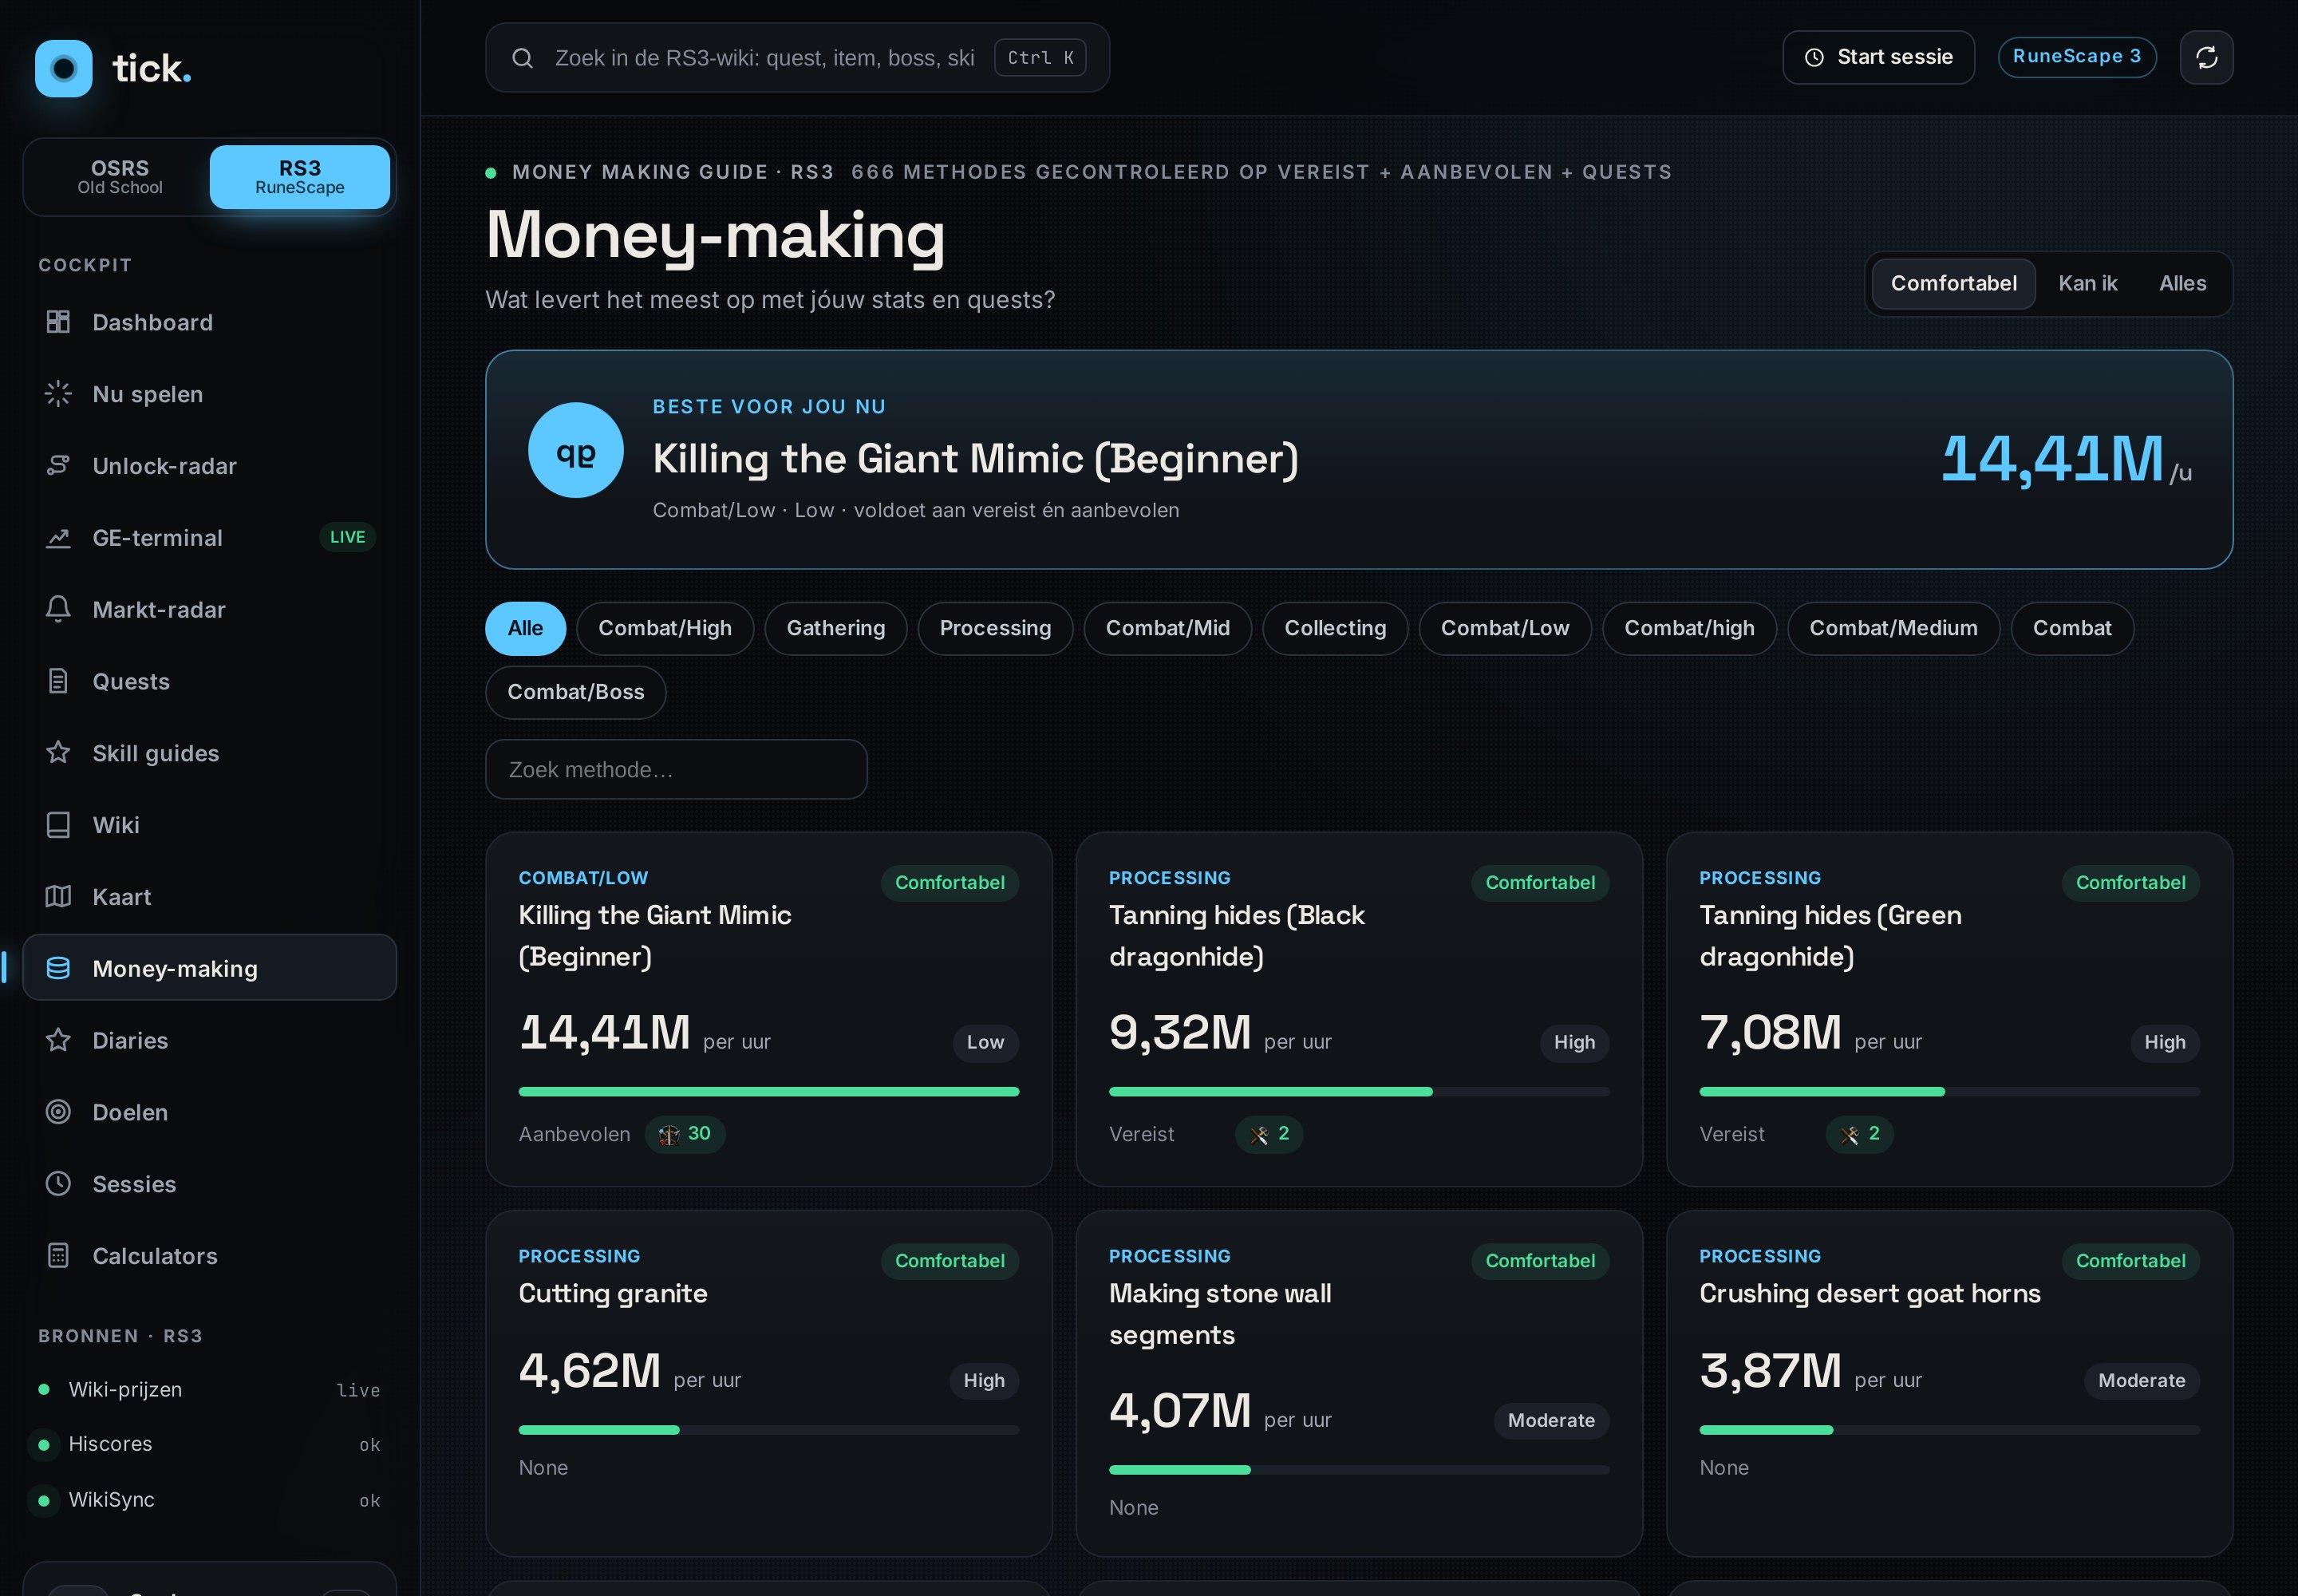 tick.
OSRS
Old School
RS3
RuneScape
COCKPIT
Dashboard
Nu spelen
Unlock-radar
GE-terminal LIVE
Markt-radar
Quests
Skill guides
Wiki
Kaart
Money-making
Diaries
Doelen
Sessies
Calculators
BRONNEN · RS3
Wiki-prijzen live
Hiscores ok
WikiSync ok
Zoek in de RS3-wiki: quest, item, boss, ski Ctrl K
Start sessie
RuneScape 3
MONEY MAKING GUIDE · RS3 666 METHODES GECONTROLEERD OP VEREIST + AANBEVOLEN + QUESTS
Money-making
Wat levert het meest op met jóuw stats en quests?
Comfortabel Kan ik Alles
BESTE VOOR JOU NU
Killing the Giant Mimic (Beginner)
Combat/Low · Low · voldoet aan vereist én aanbevolen
14,41M/u
Alle Combat/High Gathering Processing Combat/Mid Collecting Combat/Low Combat/high Combat/Medium Combat
Combat/Boss
Zoek methode…
COMBAT/LOW Comfortabel
Killing the Giant Mimic
(Beginner)
14,41M per uur Low
Aanbevolen 30
PROCESSING Comfortabel
Tanning hides (Black
dragonhide)
9,32M per uur High
Vereist 2
PROCESSING Comfortabel
Tanning hides (Green
dragonhide)
7,08M per uur High
Vereist 2
PROCESSING Comfortabel
Cutting granite
4,62M per uur High
None
PROCESSING Comfortabel
Making stone wall
segments
4,07M per uur Moderate
None
PROCESSING Comfortabel
Crushing desert goat horns
3,87M per uur Moderate
None